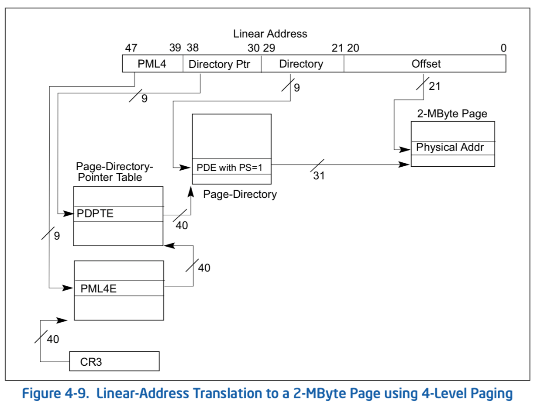 Linear Address
47 39 38 30 29 21 20 0
PML4 Directory Ptr Directory Offset
9
9
21
2-MByte Page
Physical Addr
PDE with PS=1
31
Page-Directory-
Pointer Table
Page-Directory
PDPTE
40
9
40
PML4E
40
CR3
Figure 4-9. Linear-Address Translation to a 2-MByte Page using 4-Level Paging